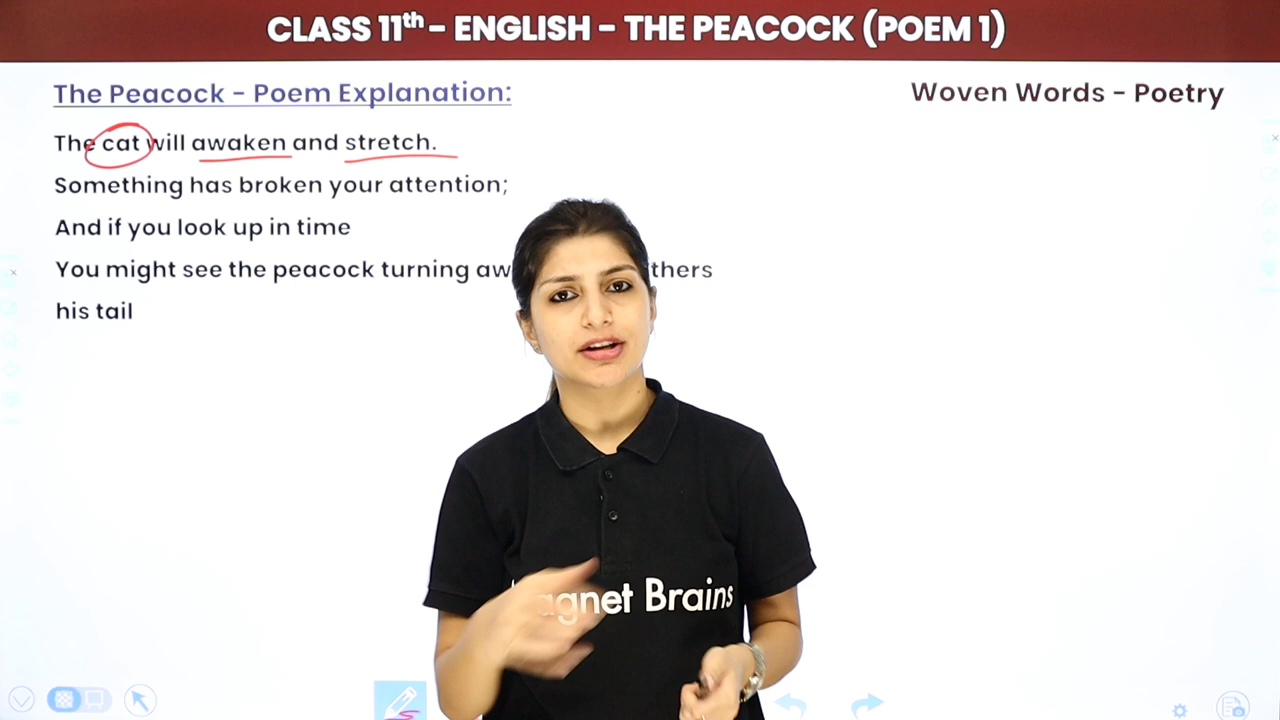 CLASS 11th - ENGLISH - THE PEACOCK (POEM 1)
The Peacock - Poem Explanation:
Woven Words - Poetry
The cat will awaken and stretch.
Something has broken your attention;
And if you look up in time
You might see the peacock turning aw thers
his tail
agnet Brains